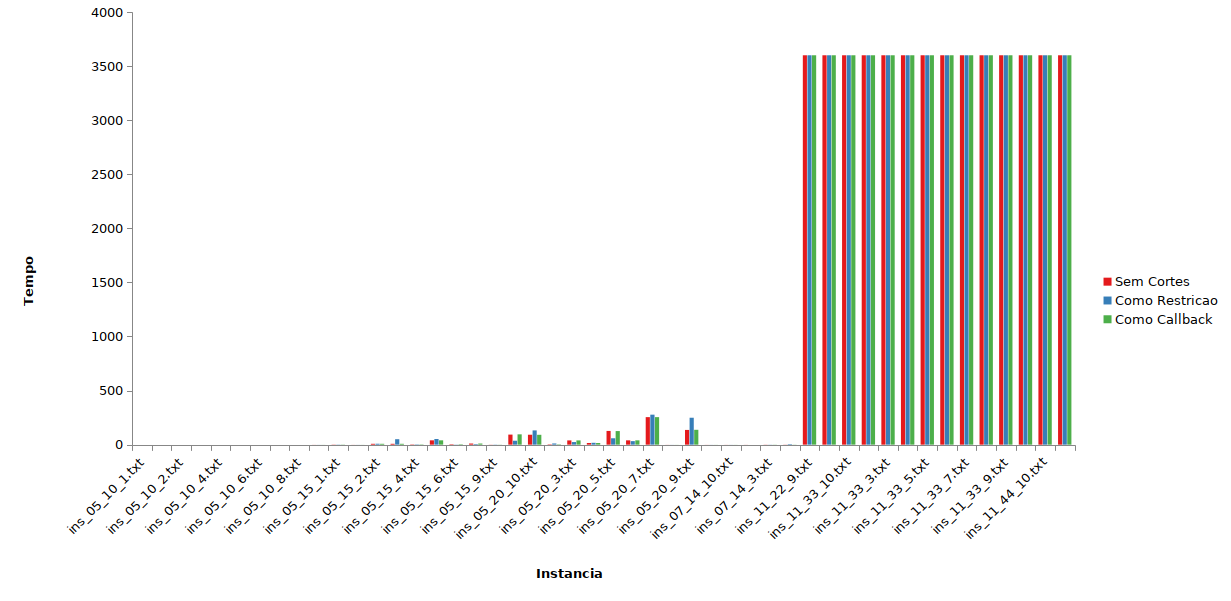 4000
3500
3000
2500
2000
1500
1000
500
0
Tempo
Sem Cortes
Como Restricao
Como Callback
ins_05_10_1.txt
ins_05_10_2.txt
ins_05_10_4.txt
ins_05_10_6.txt
ins_05_10_8.txt
ins_05_15_1.txt
ins_05_15_2.txt
ins_05_15_4.txt
ins_05_15_6.txt
ins_05_15_9.txt
ins_05_20_10.txt
ins_05_20_3.txt
ins_05_20_5.txt
ins_05_20_7.txt
ins_05_20_9.txt
ins_07_14_10.txt
ins_07_14_3.txt
ins_11_22_9.txt
ins_11_33_10.txt
ins_11_33_3.txt
ins_11_33_5.txt
ins_11_33_7.txt
ins_11_33_9.txt
ins_11_44_10.txt
Instancia